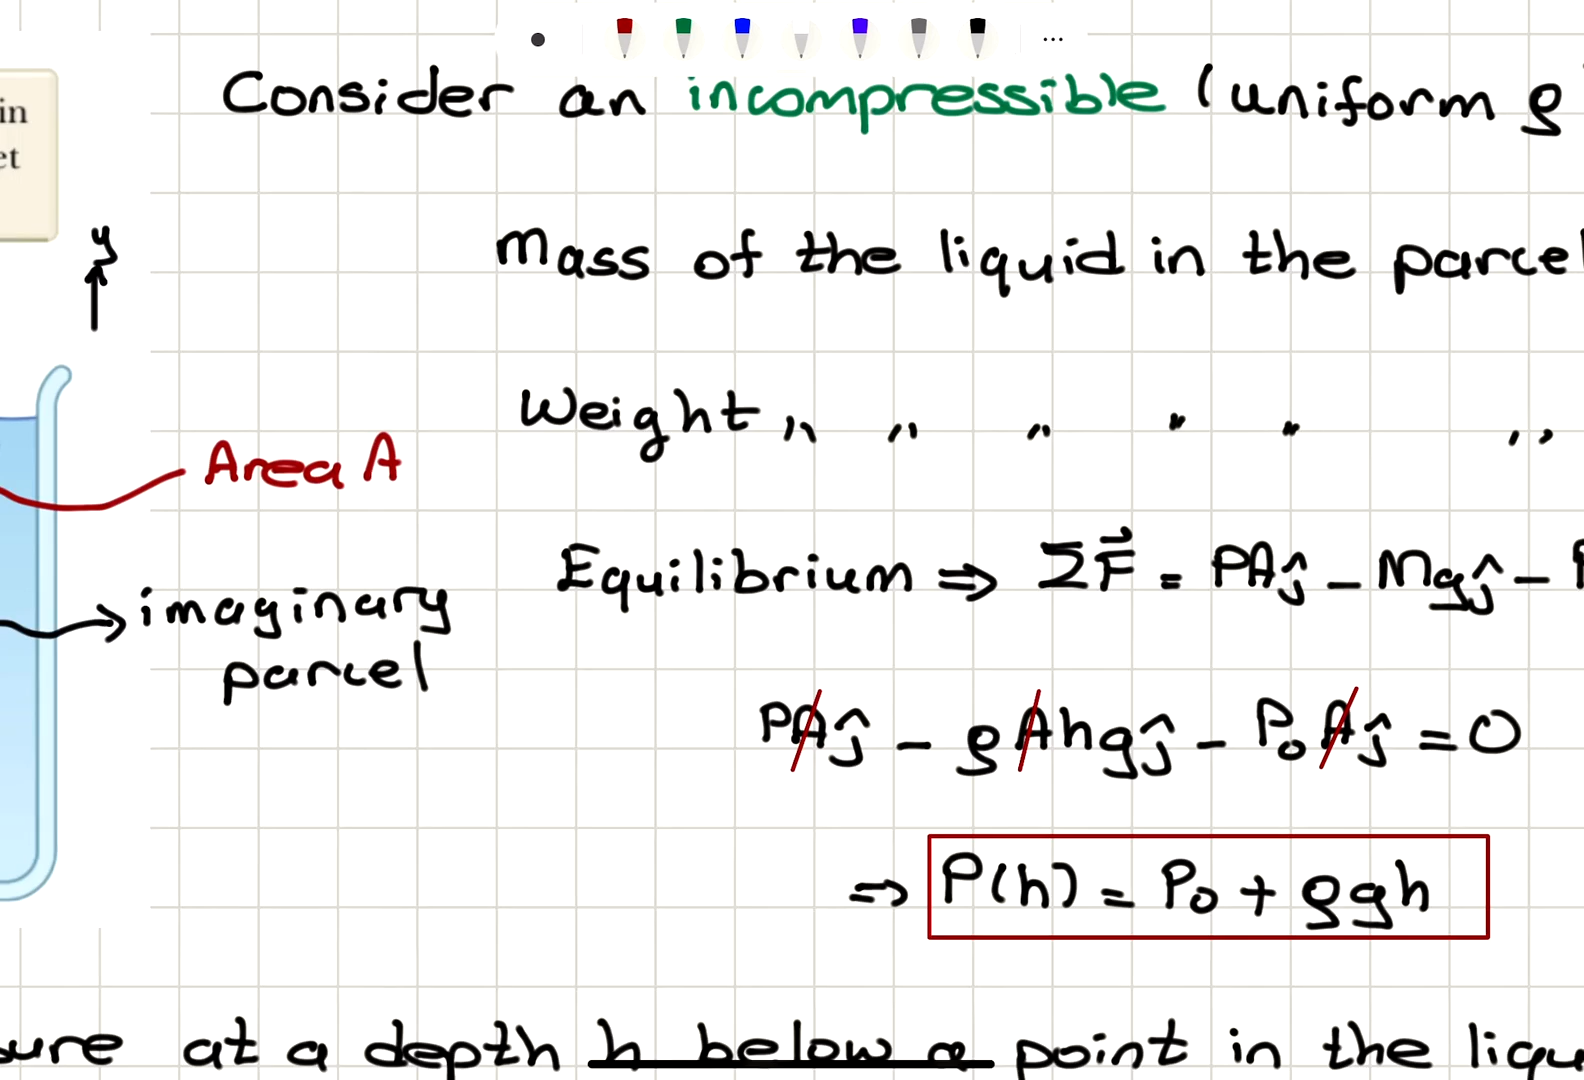 Consider an incompressible (uniform ρ
in
et
y
Mass of the liquid in the parcel
Weight " " " " " "
Area A
Equilibrium ⇒ ΣF⃗ = PAĵ - Mgĵ -
imaginary
parcel
PAĵ - ρAhgĵ - P₀Aĵ = 0
⇒ P(h) = P₀ + ρgh
ure at a depth h below a point in the liqu